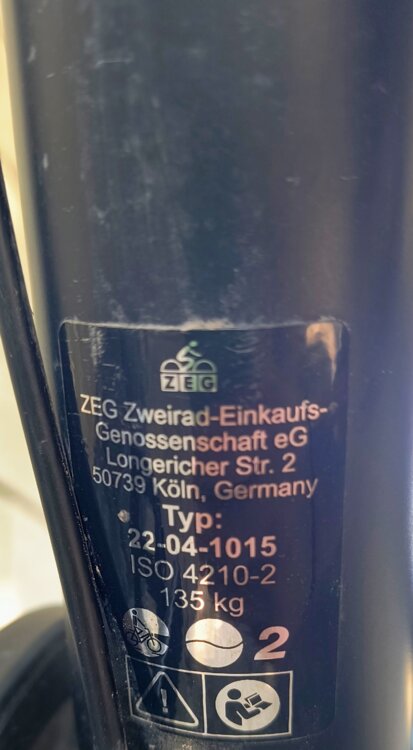 ZEG
ZEG Zweirad-Einkaufs-
Genossenschaft eG
Longericher Str. 2
50739 Köln, Germany
Typ:
22-04-1015
ISO 4210-2
135 kg
2